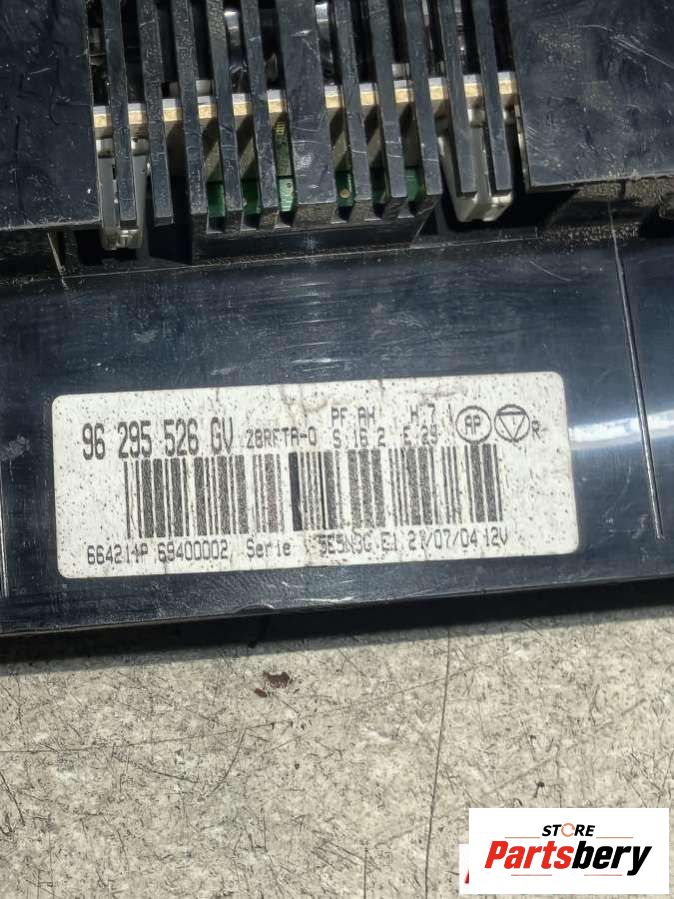 96 295 526 GV 28RFTA-0 PF AH H 7
S 16.2 E 29 AP R
69400002 Serie E1 21/07/04 12V
STORE
Partsbery